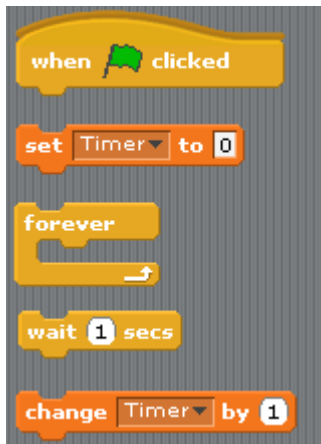 when clicked
set Timer to 0
forever
wait 1 secs
change Timer by 1